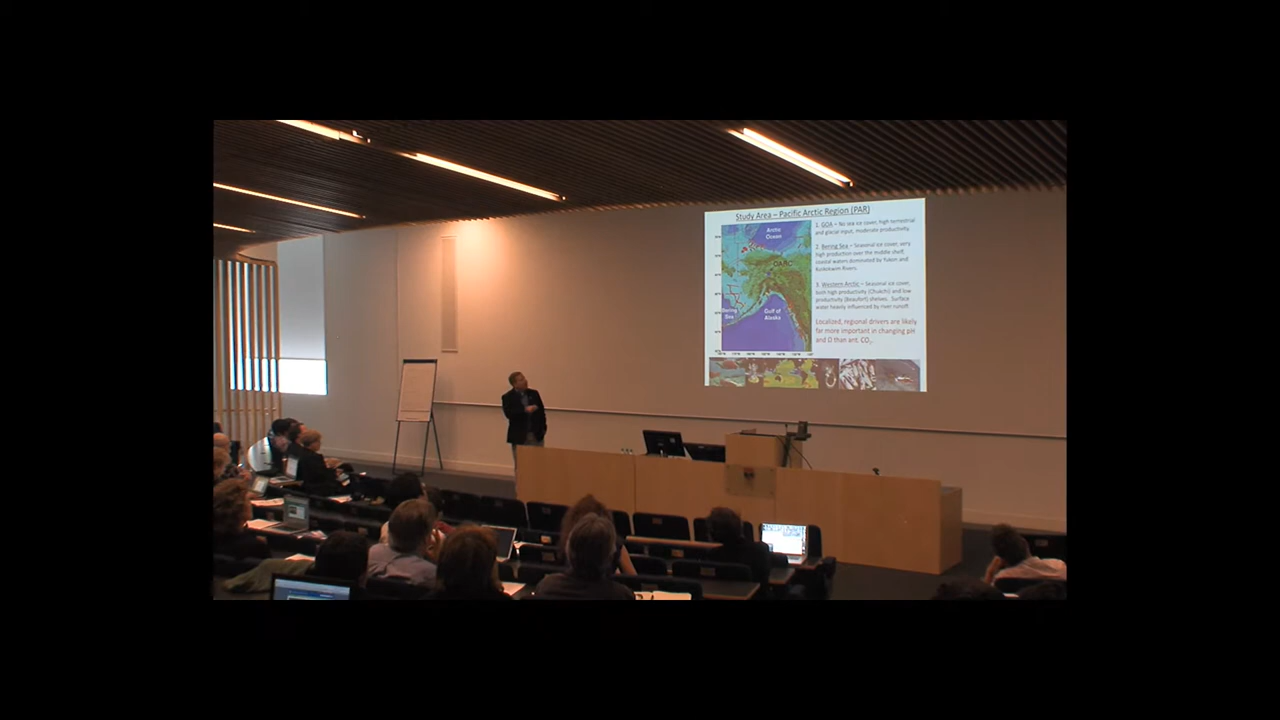 Study Area – Pacific Arctic Region (PAR)
Arctic
Ocean
OARC
Bering
Sea
Gulf of
Alaska
1. GOA – No sea ice cover, high terrestrial
and glacial input, moderate productivity.
2. Bering Sea – Seasonal ice cover, very
high production over the middle shelf,
coastal waters dominated by Yukon and
Kuskokwim Rivers.
3. Western Arctic – Seasonal ice cover,
both high productivity (Chukchi) and low
productivity (Beaufort) shelves. Surface
water heavily influenced by river runoff.
Localized, regional drivers are likely
far more important in changing pH
and Ω than ant. CO₂.